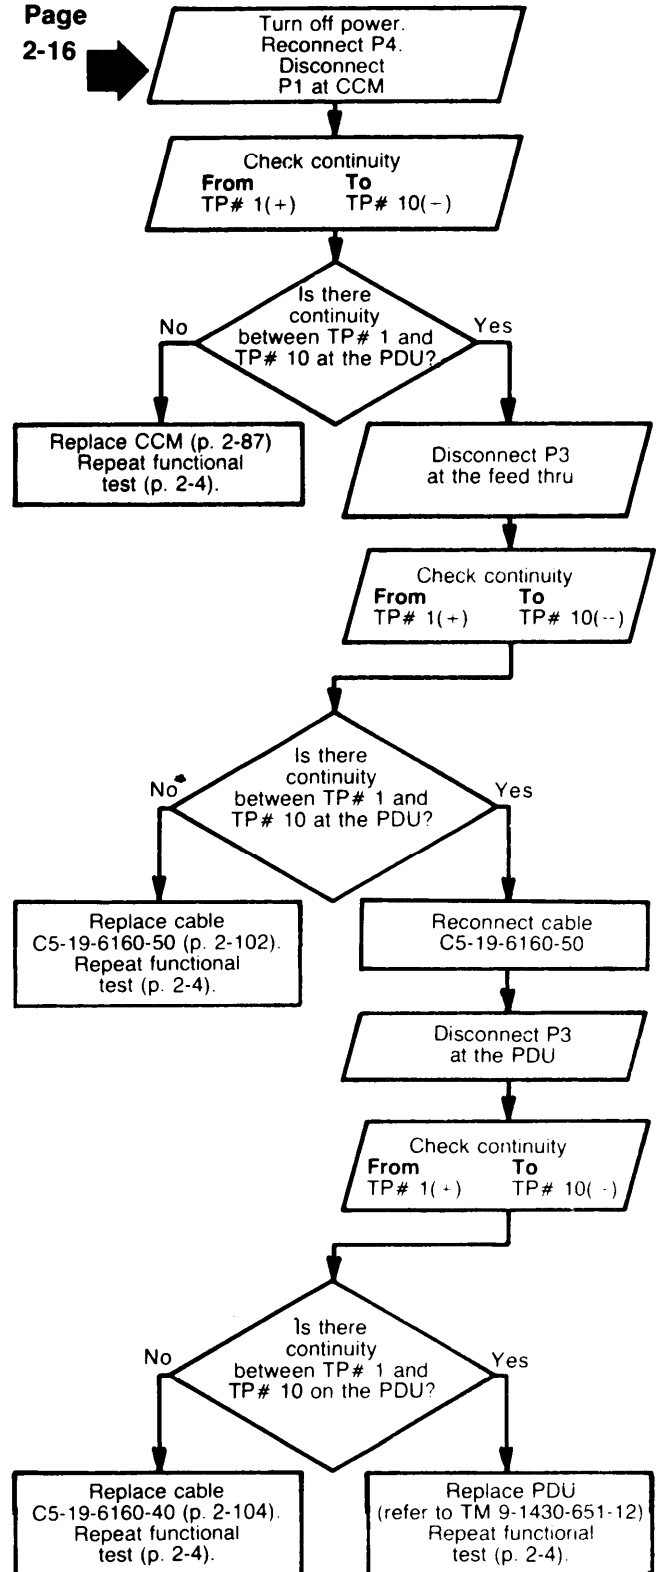 Page
2-16
Turn off power.
Reconnect P4.
Disconnect
P1 at CCM
Check continuity
From To
TP# 1(+) TP# 10(-)
Is there
continuity
between TP# 1 and
TP# 10 at the PDU?
No
Yes
Replace CCM (p. 2-87)
Repeat functional
test (p. 2-4).
Disconnect P3
at the feed thru
Check continuity
From To
TP# 1(+) TP# 10(--)
Is there
continuity
between TP# 1 and
TP# 10 at the PDU?
No
Yes
Replace cable
C5-19-6160-50 (p. 2-102).
Repeat functional
test (p. 2-4).
Reconnect cable
C5-19-6160-50
Disconnect P3
at the PDU
Check continuity
From To
TP# 1(+) TP# 10(-)
Is there
continuity
between TP# 1 and
TP# 10 on the PDU?
No
Yes
Replace cable
C5-19-6160-40 (p. 2-104).
Repeat functional
test (p. 2-4).
Replace PDU
(refer to TM 9-1430-651-12)
Repeat functional
test (p. 2-4).